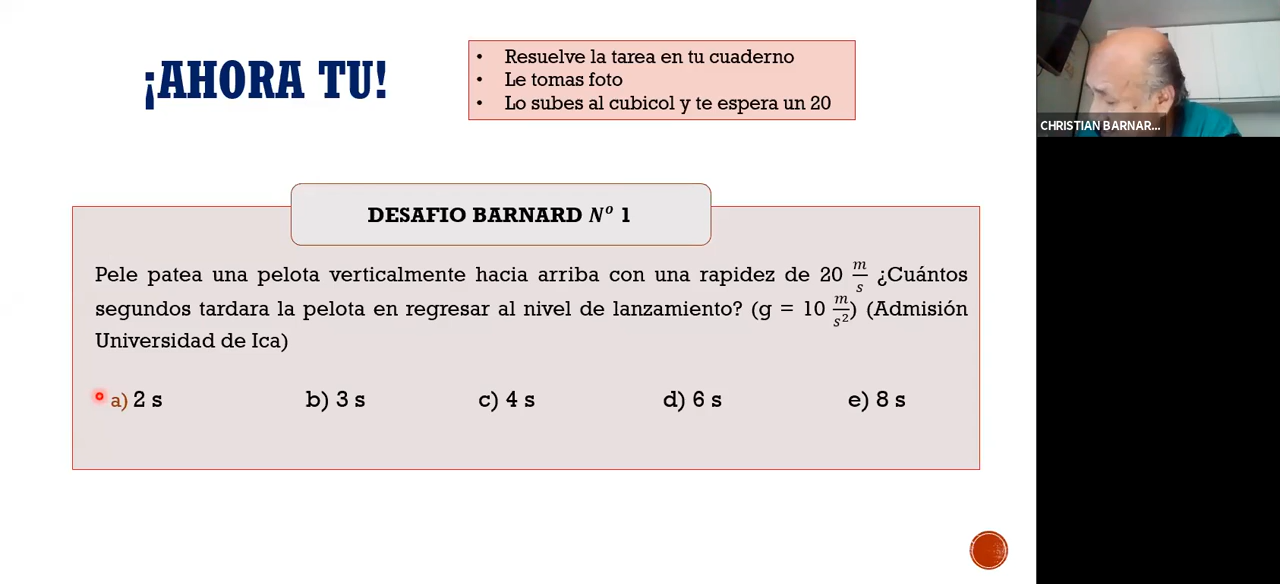 ¡AHORA TU!
• Resuelve la tarea en tu cuaderno
• Le tomas foto
• Lo subes al cubicol y te espera un 20
CHRISTIAN BARNAR...
DESAFIO BARNARD N° 1
Pele patea una pelota verticalmente hacia arriba con una rapidez de 20 m/s ¿Cuántos
segundos tardara la pelota en regresar al nivel de lanzamiento? (g = 10 m/s²) (Admisión
Universidad de Ica)
a) 2 s b) 3 s c) 4 s d) 6 s e) 8 s